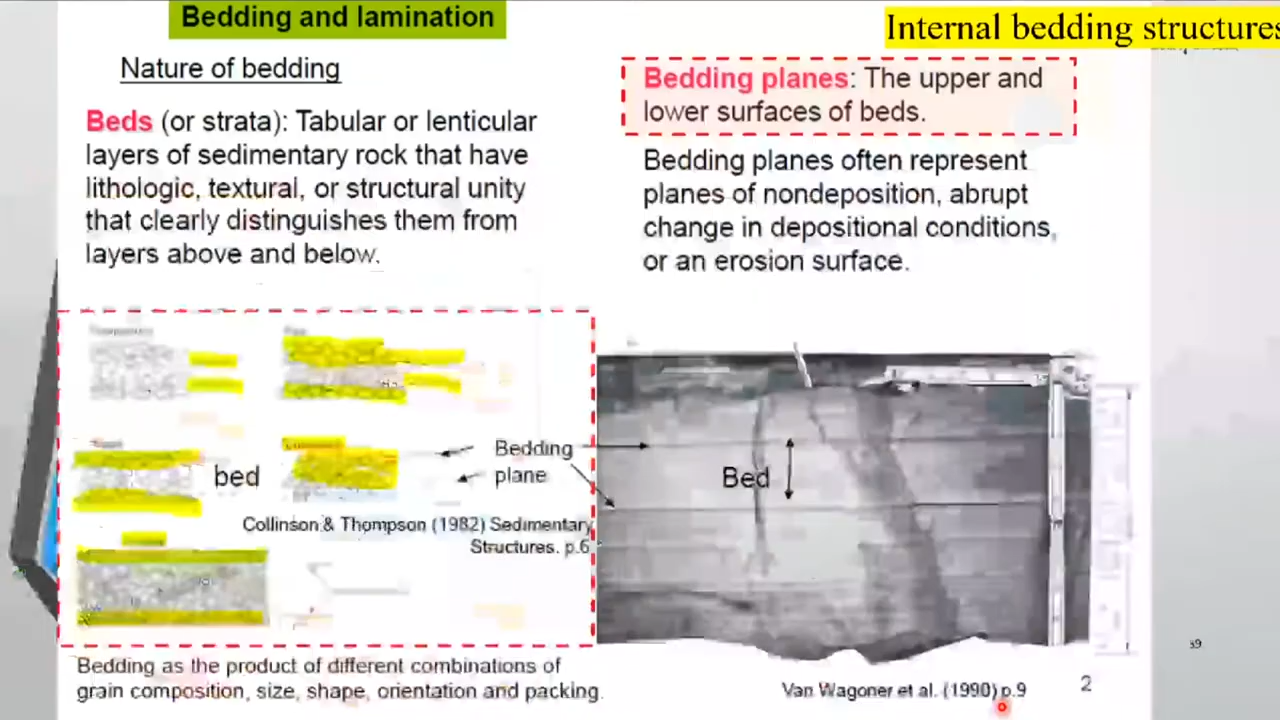 Bedding and lamination
Internal bedding structures
Nature of bedding
Beds (or strata): Tabular or lenticular
layers of sedimentary rock that have
lithologic, textural, or structural unity
that clearly distinguishes them from
layers above and below.
Bedding planes: The upper and
lower surfaces of beds.
Bedding planes often represent
planes of nondeposition, abrupt
change in depositional conditions,
or an erosion surface.
bed
Bedding
plane
Collinson & Thompson (1982) Sedimentary
Structures. p.6
Bed
Bedding as the product of different combinations of
grain composition, size, shape, orientation and packing.
Van Wagoner et al. (1990) p.9
2
59